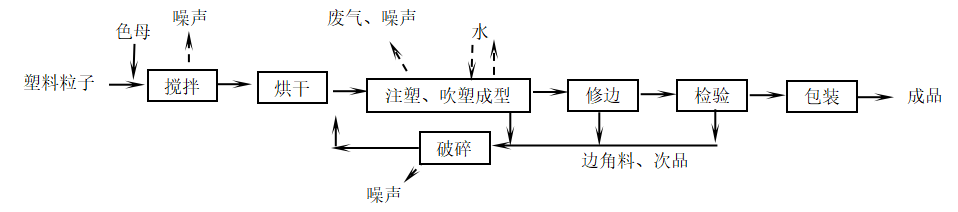 废气、噪声
噪声
色母
水
塑料粒子
搅拌
烘干
注塑、吹塑成型
修边
检验
包装
成品
破碎
边角料、次品
噪声